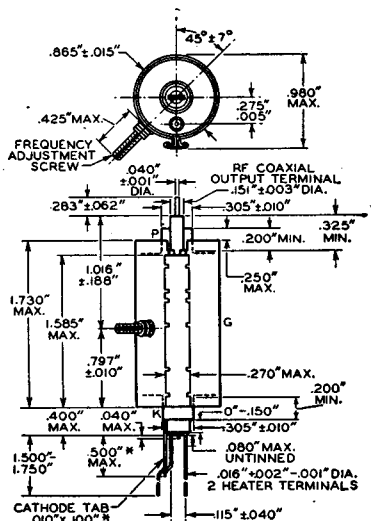 45°±7°
.865"±.015"
.980"
MAX.
.275"
.005"
.425"MAX.
FREQUENCY
ADJUSTMENT
SCREW
.040"
±.001"
DIA.
RF COAXIAL
OUTPUT TERMINAL
.151"±.003"DIA.
.283"±.062"
.305"±.010"
.325"
MIN.
P
.200"MIN.
.250"
MAX.
1.016"
±.188"
1.730"
MAX.
1.585"
MAX.
G
.797"
±.010"
.270"MAX.
.200"
MIN.
.400"
MAX.
.040"
MAX.
K
0"-.150"
.305"±.010"
.500"*
MAX.
.080"MAX.
UNTINNED
1.500"-
1.750"
.016"+.002"-.001"DIA.
2 HEATER TERMINALS
CATHODE TAB
.010"x.100"*
.115"±.040"